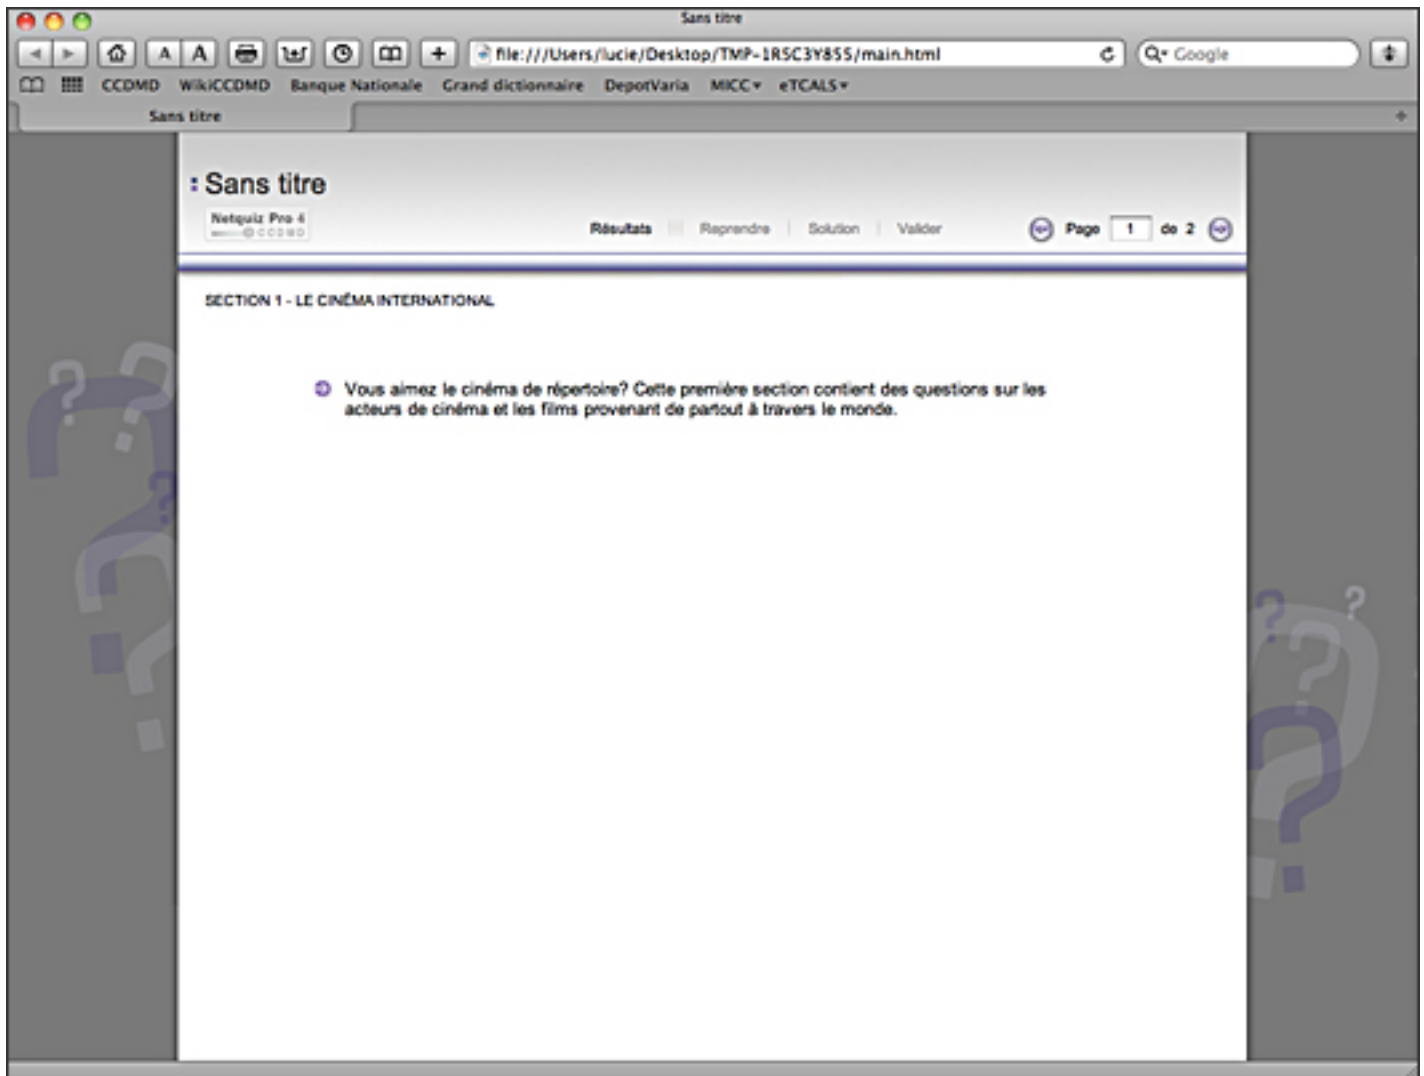 Sans titre
A A + file:///Users/lucie/Desktop/TMP-1R5C3Y855/main.html Q Google
CCDMD WikiCCDMD Banque Nationale Grand dictionnaire DepotVaria MICC eTCALS
Sans titre +
Sans titre
Netquiz Pro 4
CCDMD
Résultats Reprendre Solution Valider Page 1 de 2
SECTION 1 - LE CINÉMA INTERNATIONAL
Vous aimez le cinéma de répertoire? Cette première section contient des questions sur les
acteurs de cinéma et les films provenant de partout à travers le monde.